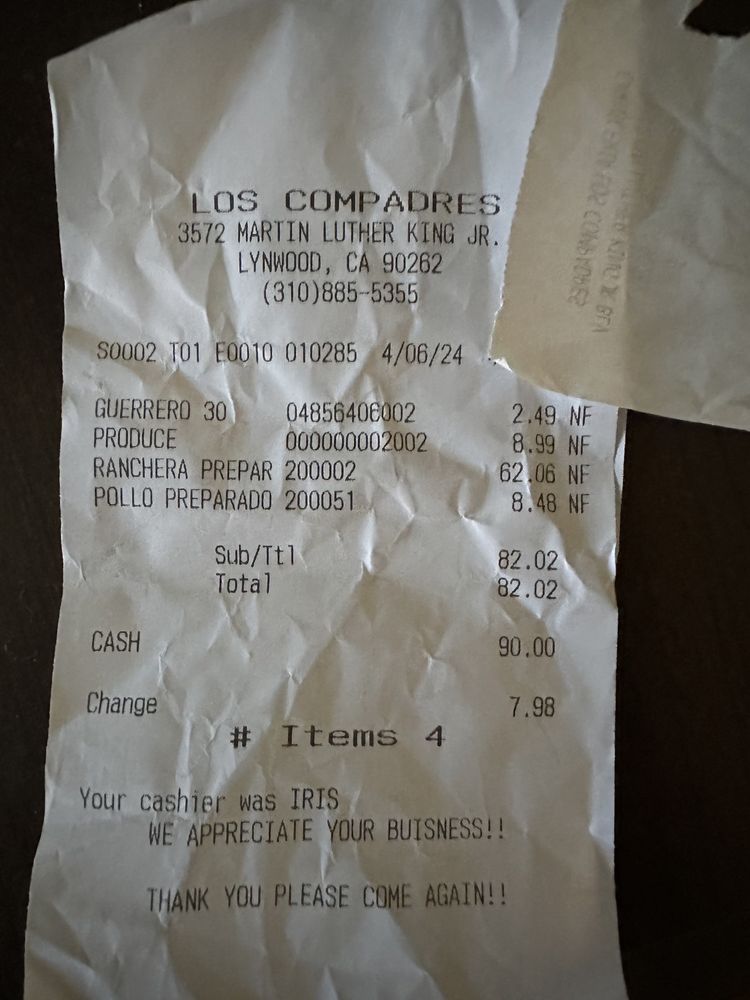 LOS COMPADRES
3572 MARTIN LUTHER KING JR.
LYNWOOD, CA 90262
(310)885-5355
S0002 T01 E0010 010285 4/06/24
GUERRERO 30 04856406002 2.49 NF
PRODUCE 000000002002 8.99 NF
RANCHERA PREPAR 200002 62.06 NF
POLLO PREPARADO 200051 8.48 NF
Sub/Ttl 82.02
Total 82.02
CASH 90.00
Change 7.98
# Items 4
Your cashier was IRIS
WE APPRECIATE YOUR BUISNESS!!
THANK YOU PLEASE COME AGAIN!!